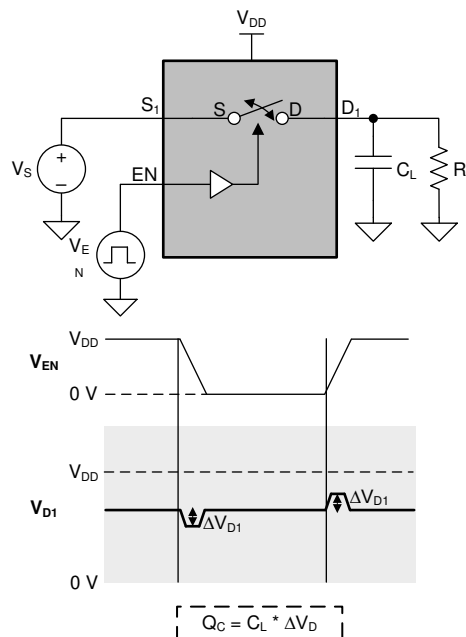 VDD
S1
S
D
D1
VS
EN
CL
R
VE
N
VDD
VEN
0 V
VDD
VD1
ΔVD1
ΔVD1
0 V
QC = CL * ΔVD